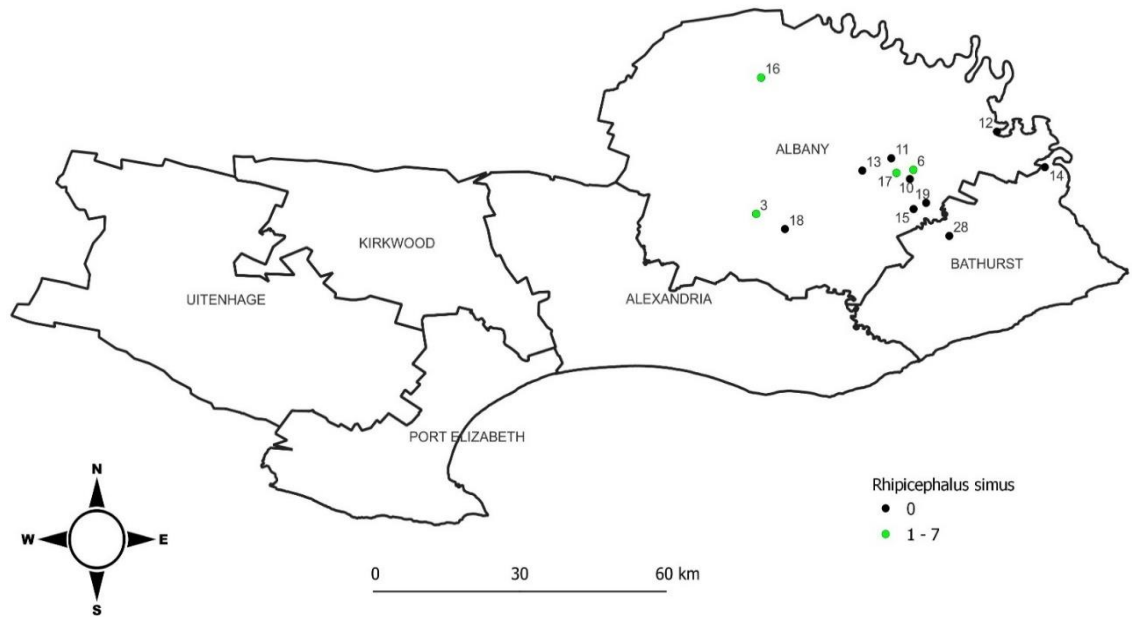 16
12
ALBANY
11
13
6
17
10
14
19
15
3
18
28
KIRKWOOD
BATHURST
UITENHAGE
ALEXANDRIA
PORT ELIZABETH
N
W
E
S
Rhipicephalus simus
0
1 - 7
0 30 60 km